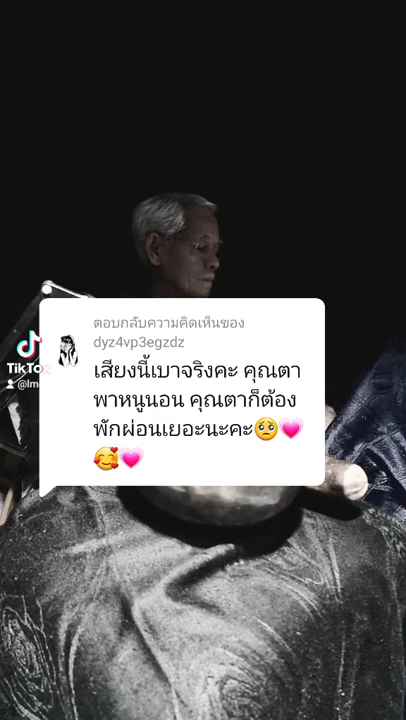 ตอบกลับความคิดเห็นของ
dyz4vp3egzdz
เสียงนี้เบาจริงคะ คุณตา
พาหนูนอน คุณตาก็ต้อง
พักผ่อนเยอะนะคะ🥺💗
🥰💗
TikTok